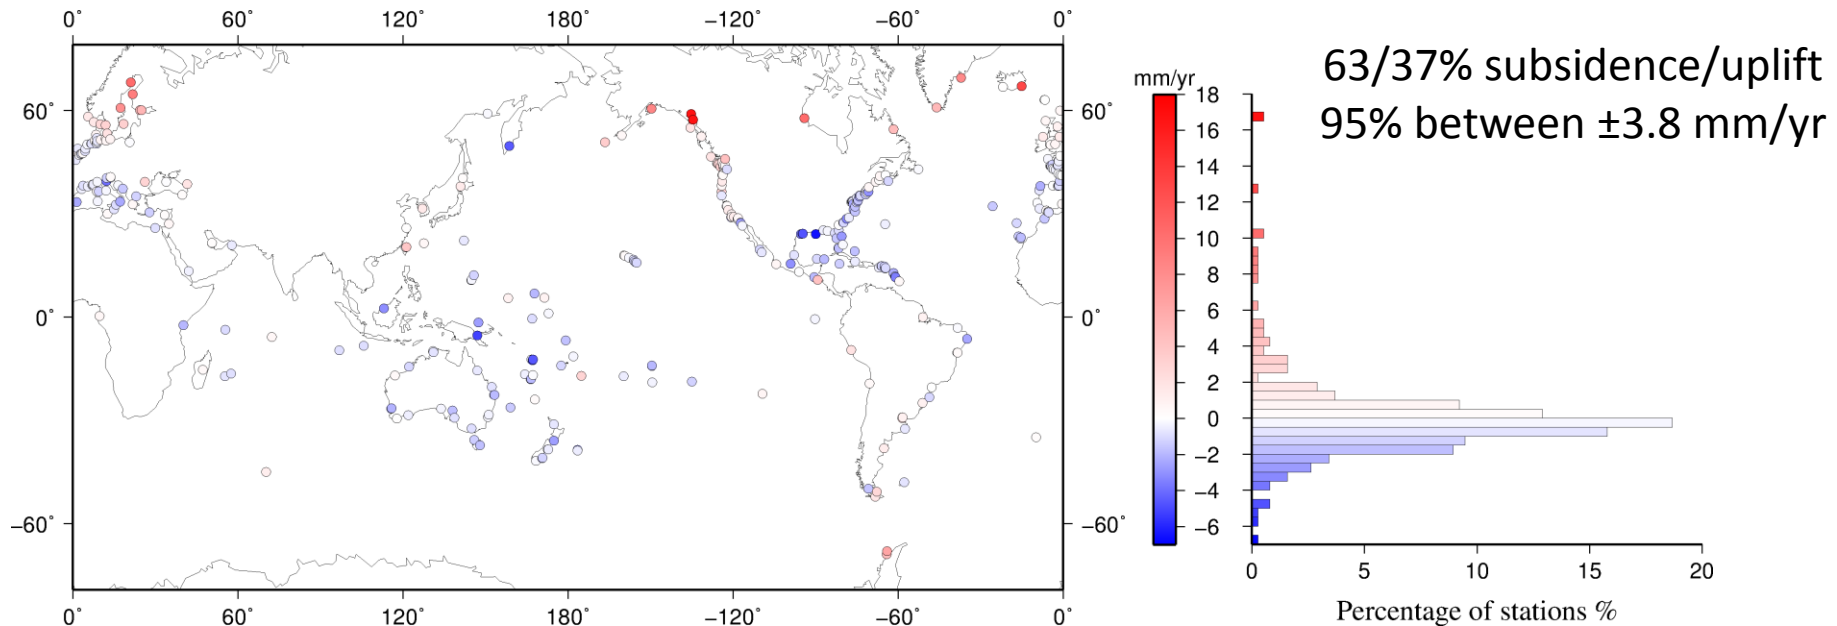 0° 60° 120° 180° −120° −60° 0°
63/37% subsidence/uplift
95% between ±3.8 mm/yr
mm/yr
60° 60°
0° 0°
−60° −60°
0° 60° 120° 180° −120° −60° 0°
18
16
14
12
10
8
6
4
2
0
−2
−4
−6
0 5 10 15 20
Percentage of stations %